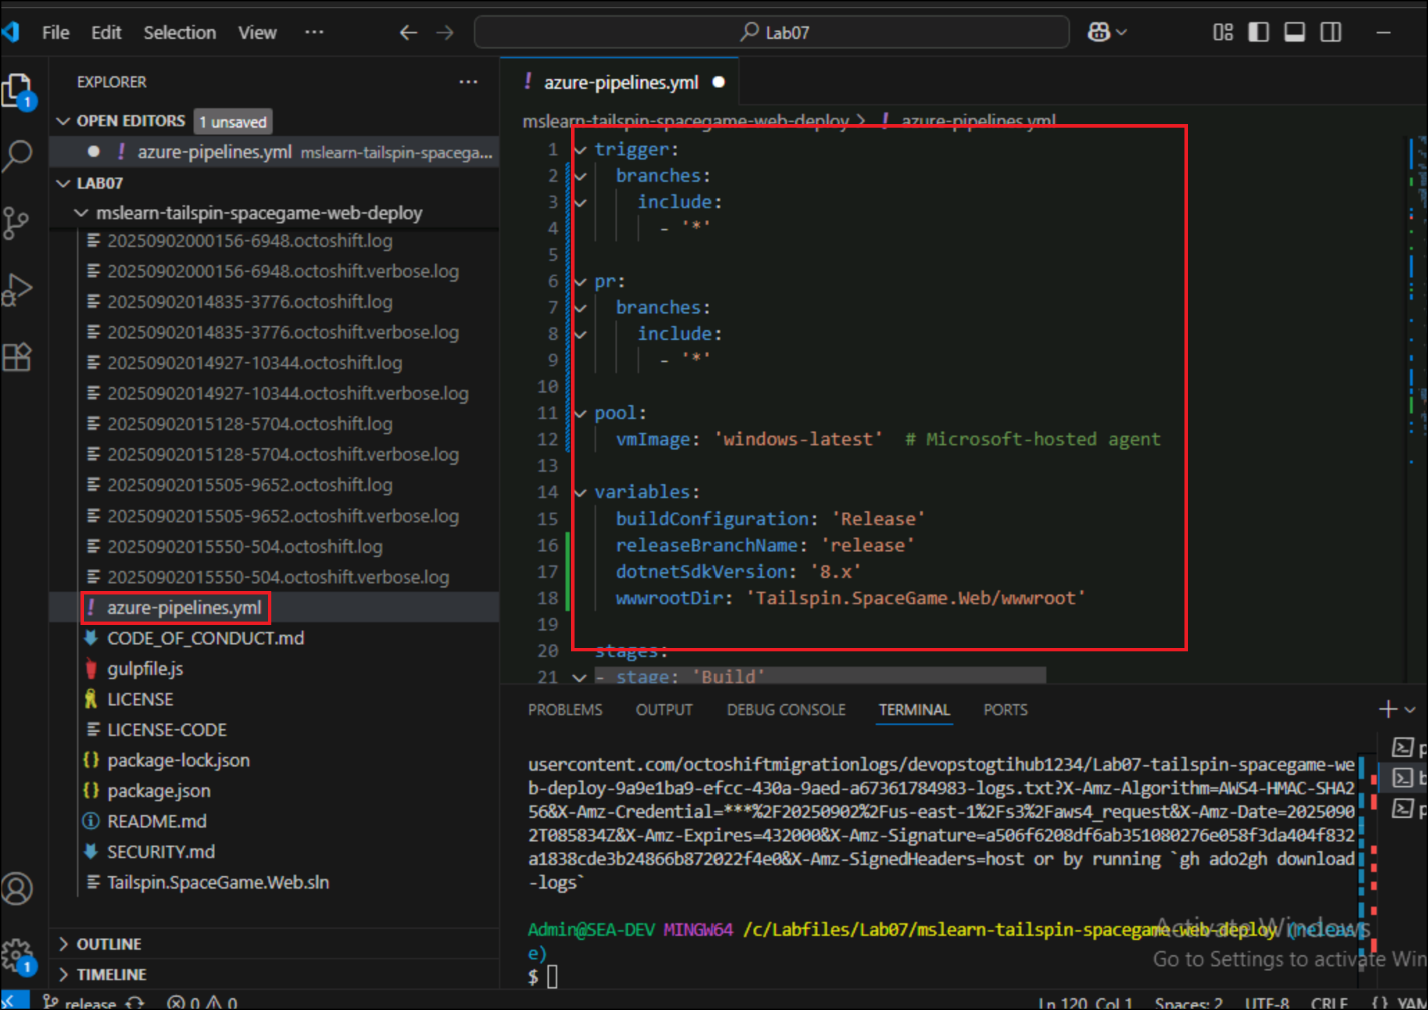 File Edit Selection View ··· Lab07
EXPLORER ···
OPEN EDITORS 1 unsaved
azure-pipelines.yml mslearn-tailspin-spacega...
LAB07
mslearn-tailspin-spacegame-web-deploy
20250902000156-6948.octoshift.log
20250902000156-6948.octoshift.verbose.log
20250902014835-3776.octoshift.log
20250902014835-3776.octoshift.verbose.log
20250902014927-10344.octoshift.log
20250902014927-10344.octoshift.verbose.log
20250902015128-5704.octoshift.log
20250902015128-5704.octoshift.verbose.log
20250902015505-9652.octoshift.log
20250902015505-9652.octoshift.verbose.log
20250902015550-504.octoshift.log
20250902015550-504.octoshift.verbose.log
! azure-pipelines.yml
CODE_OF_CONDUCT.md
gulpfile.js
LICENSE
LICENSE-CODE
{} package-lock.json
{} package.json
README.md
SECURITY.md
Tailspin.SpaceGame.Web.sln
OUTLINE
TIMELINE
1
1
! azure-pipelines.yml
mslearn-tailspin-spacegame-web-deploy > ! azure-pipelines.yml
1 trigger:
2 branches:
3 include:
4 - '*'
5
6 pr:
7 branches:
8 include:
9 - '*'
10
11 pool:
12 vmImage: 'windows-latest' # Microsoft-hosted agent
13
14 variables:
15 buildConfiguration: 'Release'
16 releaseBranchName: 'release'
17 dotnetSdkVersion: '8.x'
18 wwwrootDir: 'Tailspin.SpaceGame.Web/wwwroot'
19
20 stages:
21 - stage: 'Build'
PROBLEMS OUTPUT DEBUG CONSOLE TERMINAL PORTS
usercontent.com/octoshiftmigrationlogs/devopstogtihub1234/Lab07-tailspin-spacegame-we
b-deploy-9a9e1ba9-efcc-430a-9aed-a67361784983-logs.txt?X-Amz-Algorithm=AWS4-HMAC-SHA2
56&X-Amz-Credential=***%2F20250902%2Fus-east-1%2Fs3%2Faws4_request&X-Amz-Date=2025090
2T085834Z&X-Amz-Expires=432000&X-Amz-Signature=a506f6208df6ab351080276e058f3da404f832
a1838cde3b24866b872022f4e0&X-Amz-SignedHeaders=host or by running `gh ado2gh download
-logs`
Admin@SEA-DEV MINGW64 /c/Labfiles/Lab07/mslearn-tailspin-spacegame-web-deploy (releas
e)
$
Activate Windows
Go to Settings to activate Win
release 0 0 Ln 120, Col 1 Spaces: 2 UTF-8 CRLF {} YAM